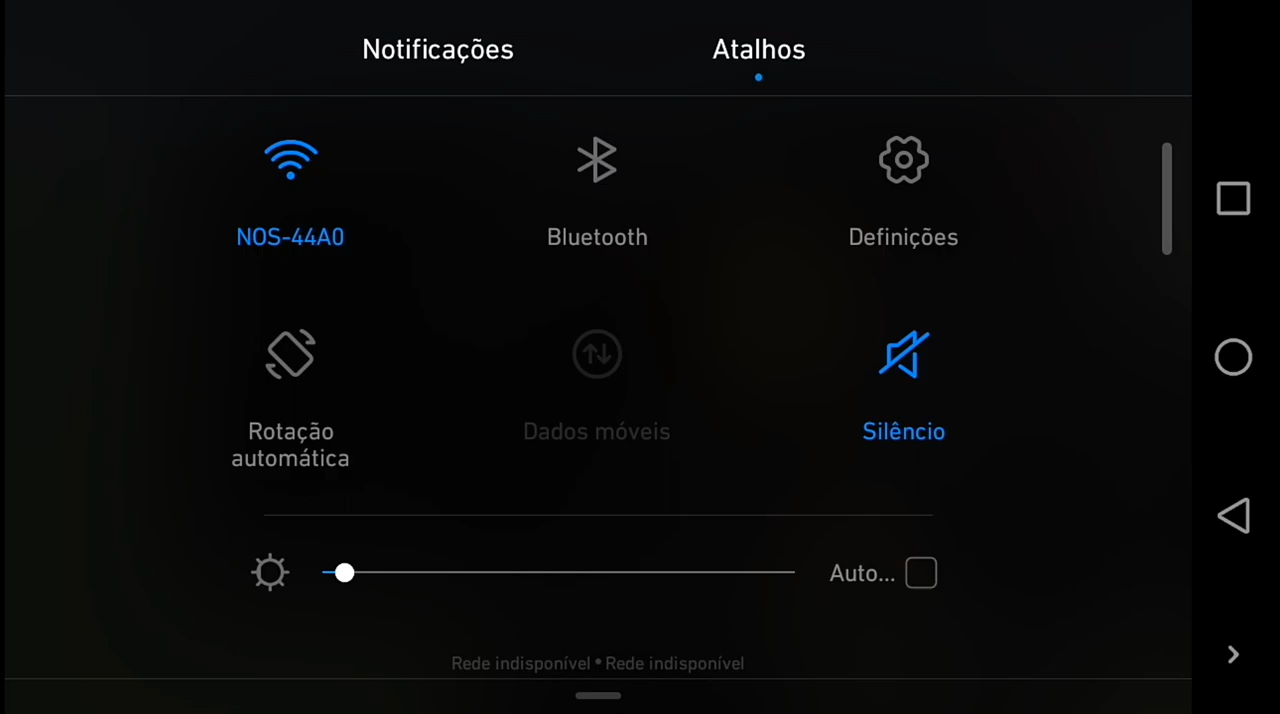 Notificações
Atalhos
NOS-44A0
Bluetooth
Definições
Rotação
automática
Dados móveis
Silêncio
Auto...
Rede indisponível • Rede indisponível